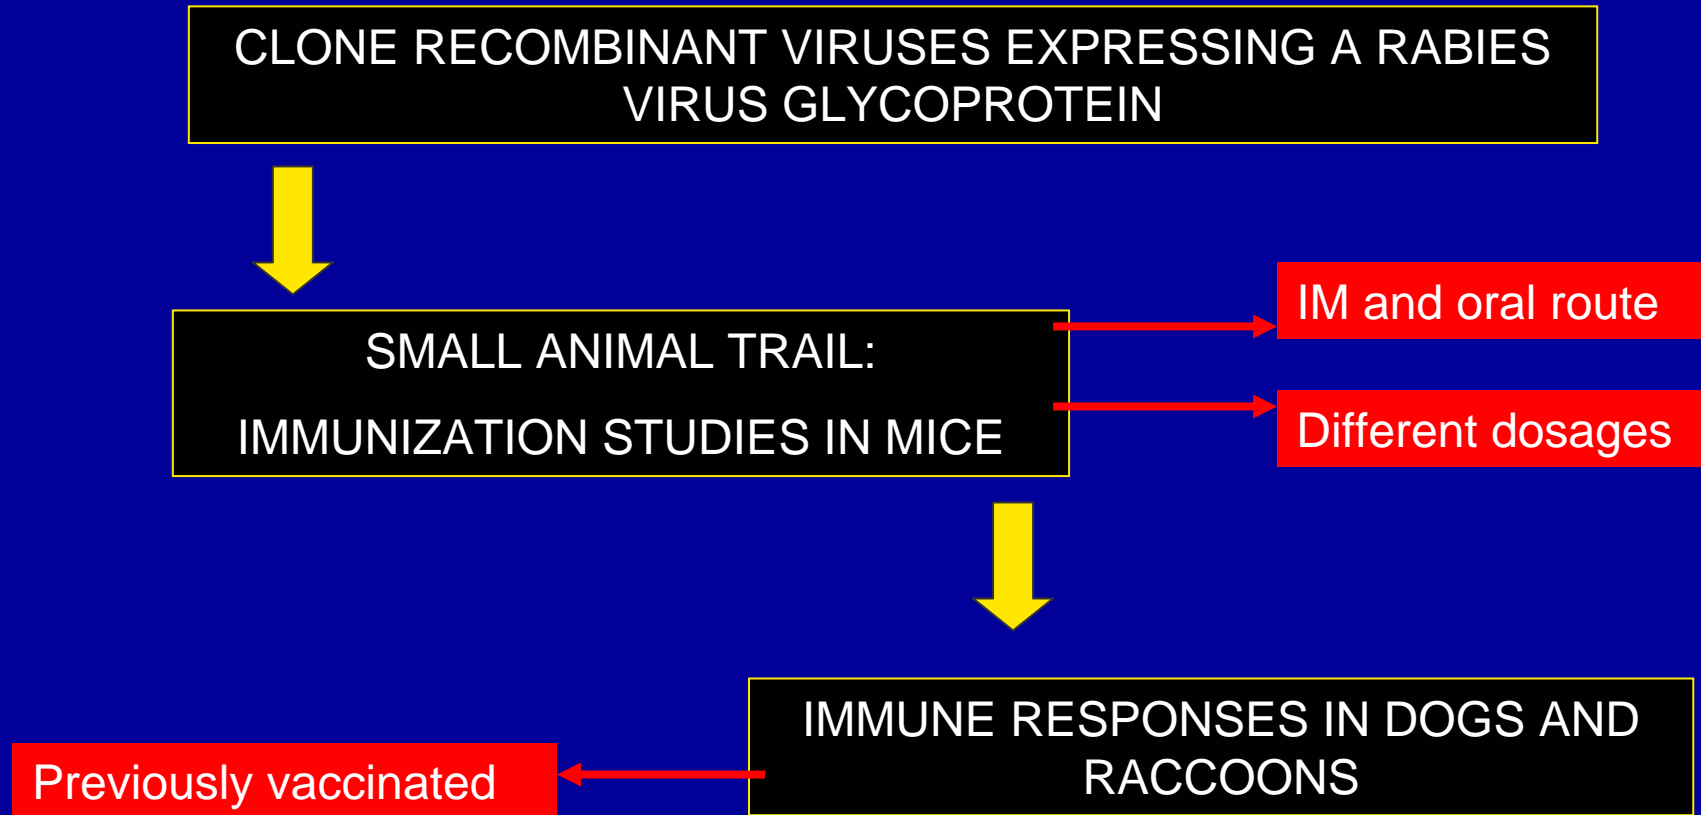 CLONE RECOMBINANT VIRUSES EXPRESSING A RABIES
VIRUS GLYCOPROTEIN
IM and oral route
SMALL ANIMAL TRAIL:
IMMUNIZATION STUDIES IN MICE
Different dosages
IMMUNE RESPONSES IN DOGS AND
RACCOONS
Previously vaccinated